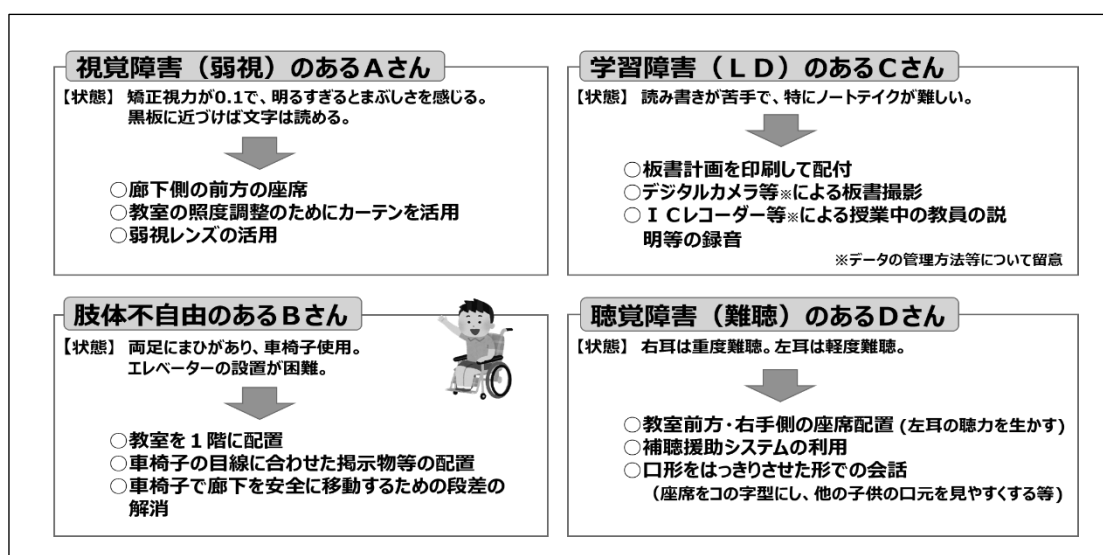 視覚障害（弱視）のあるＡさん
【状態】 矯正視力が0.1で、明るすぎるとまぶしさを感じる。
黒板に近づけば文字は読める。
○廊下側の前方の座席
○教室の照度調整のためにカーテンを活用
○弱視レンズの活用
学習障害（ＬＤ）のあるＣさん
【状態】 読み書きが苦手で、特にノートテイクが難しい。
○板書計画を印刷して配付
○デジタルカメラ等※による板書撮影
○ＩＣレコーダー等※による授業中の教員の説
明等の録音
※データの管理方法等について留意
肢体不自由のあるＢさん
【状態】 両足にまひがあり、車椅子使用。
エレベーターの設置が困難。
○教室を１階に配置
○車椅子の目線に合わせた掲示物等の配置
○車椅子で廊下を安全に移動するための段差の
解消
聴覚障害（難聴）のあるＤさん
【状態】 右耳は重度難聴。左耳は軽度難聴。
○教室前方・右手側の座席配置 (左耳の聴力を生かす)
○補聴援助システムの利用
○口形をはっきりさせた形での会話
（座席をコの字型にし、他の子供の口元を見やすくする等）